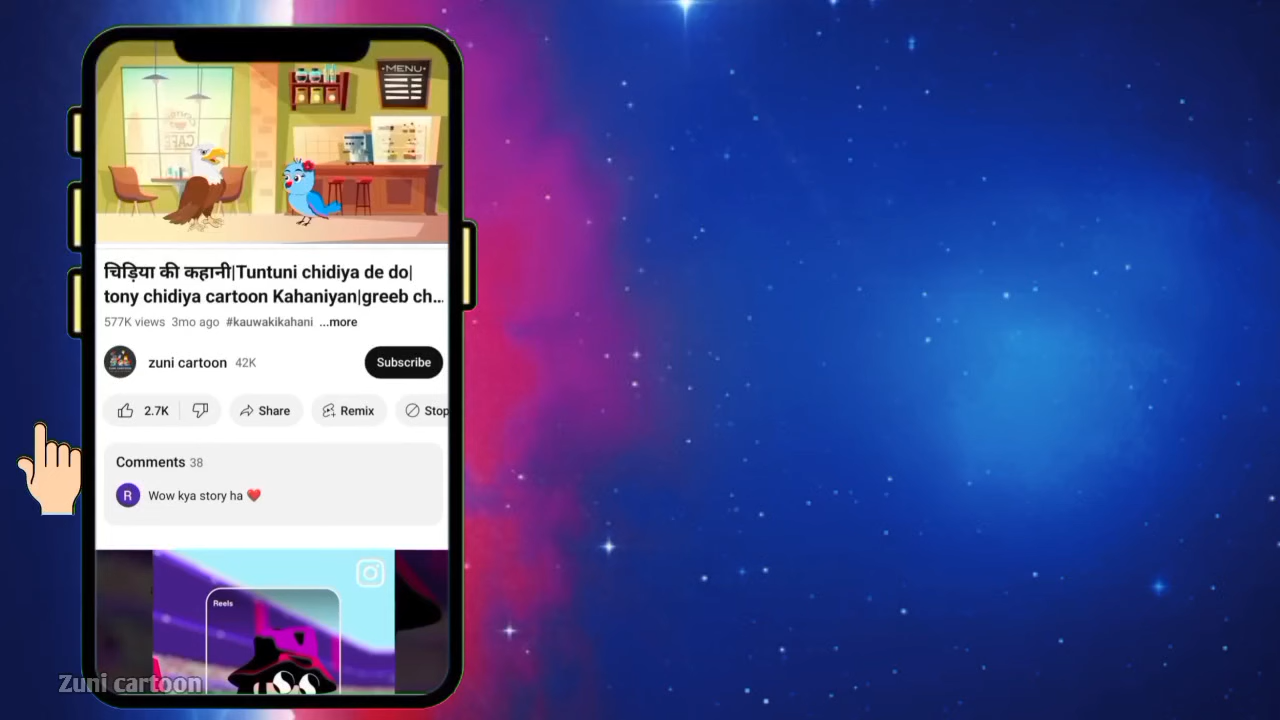 MENU
CAFE
चिड़िया की कहानी|Tuntuni chidiya de do|
tony chidiya cartoon Kahaniyan|greeb ch...
577K views 3mo ago #kauwakikahani ...more
zuni cartoon 42K Subscribe
2.7K Share Remix Stop
Comments 38
R Wow kya story ha ❤️
Reels
Zuni cartoon